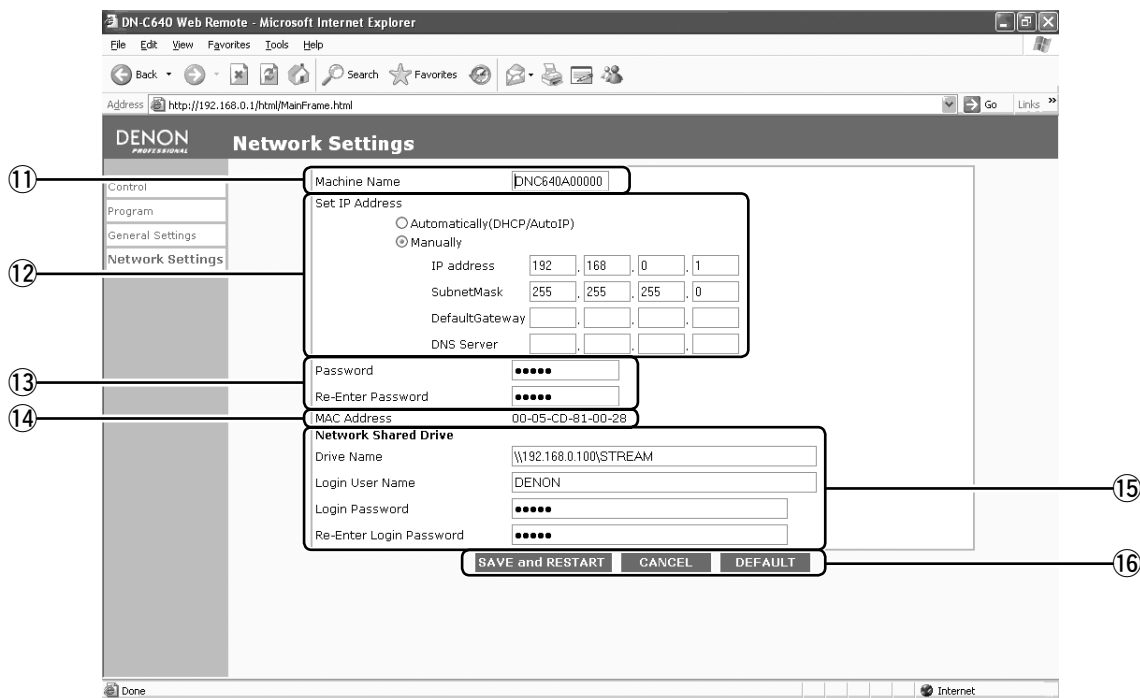 DN-C640 Web Remote - Microsoft Internet Explorer
File Edit View Favorites Tools Help
Back Search Favorites
Address http://192.168.0.1/html/MainFrame.html Go Links »
DENON
PROFESSIONAL
Network Settings
Control
Program
General Settings
Network Settings
⑪ Machine Name DNC640A00000
⑫ Set IP Address
Automatically(DHCP/AutoIP)
Manually
IP address 192 . 168 . 0 . 1
SubnetMask 255 . 255 . 255 . 0
DefaultGateway . . .
DNS Server . . .
⑬ Password •••••
Re-Enter Password •••••
⑭ MAC Address 00-05-CD-81-00-28
Network Shared Drive
Drive Name \\192.168.0.100\STREAM
Login User Name DENON ⑮
Login Password •••••
Re-Enter Login Password •••••
SAVE and RESTART CANCEL DEFAULT ⑯
Done Internet